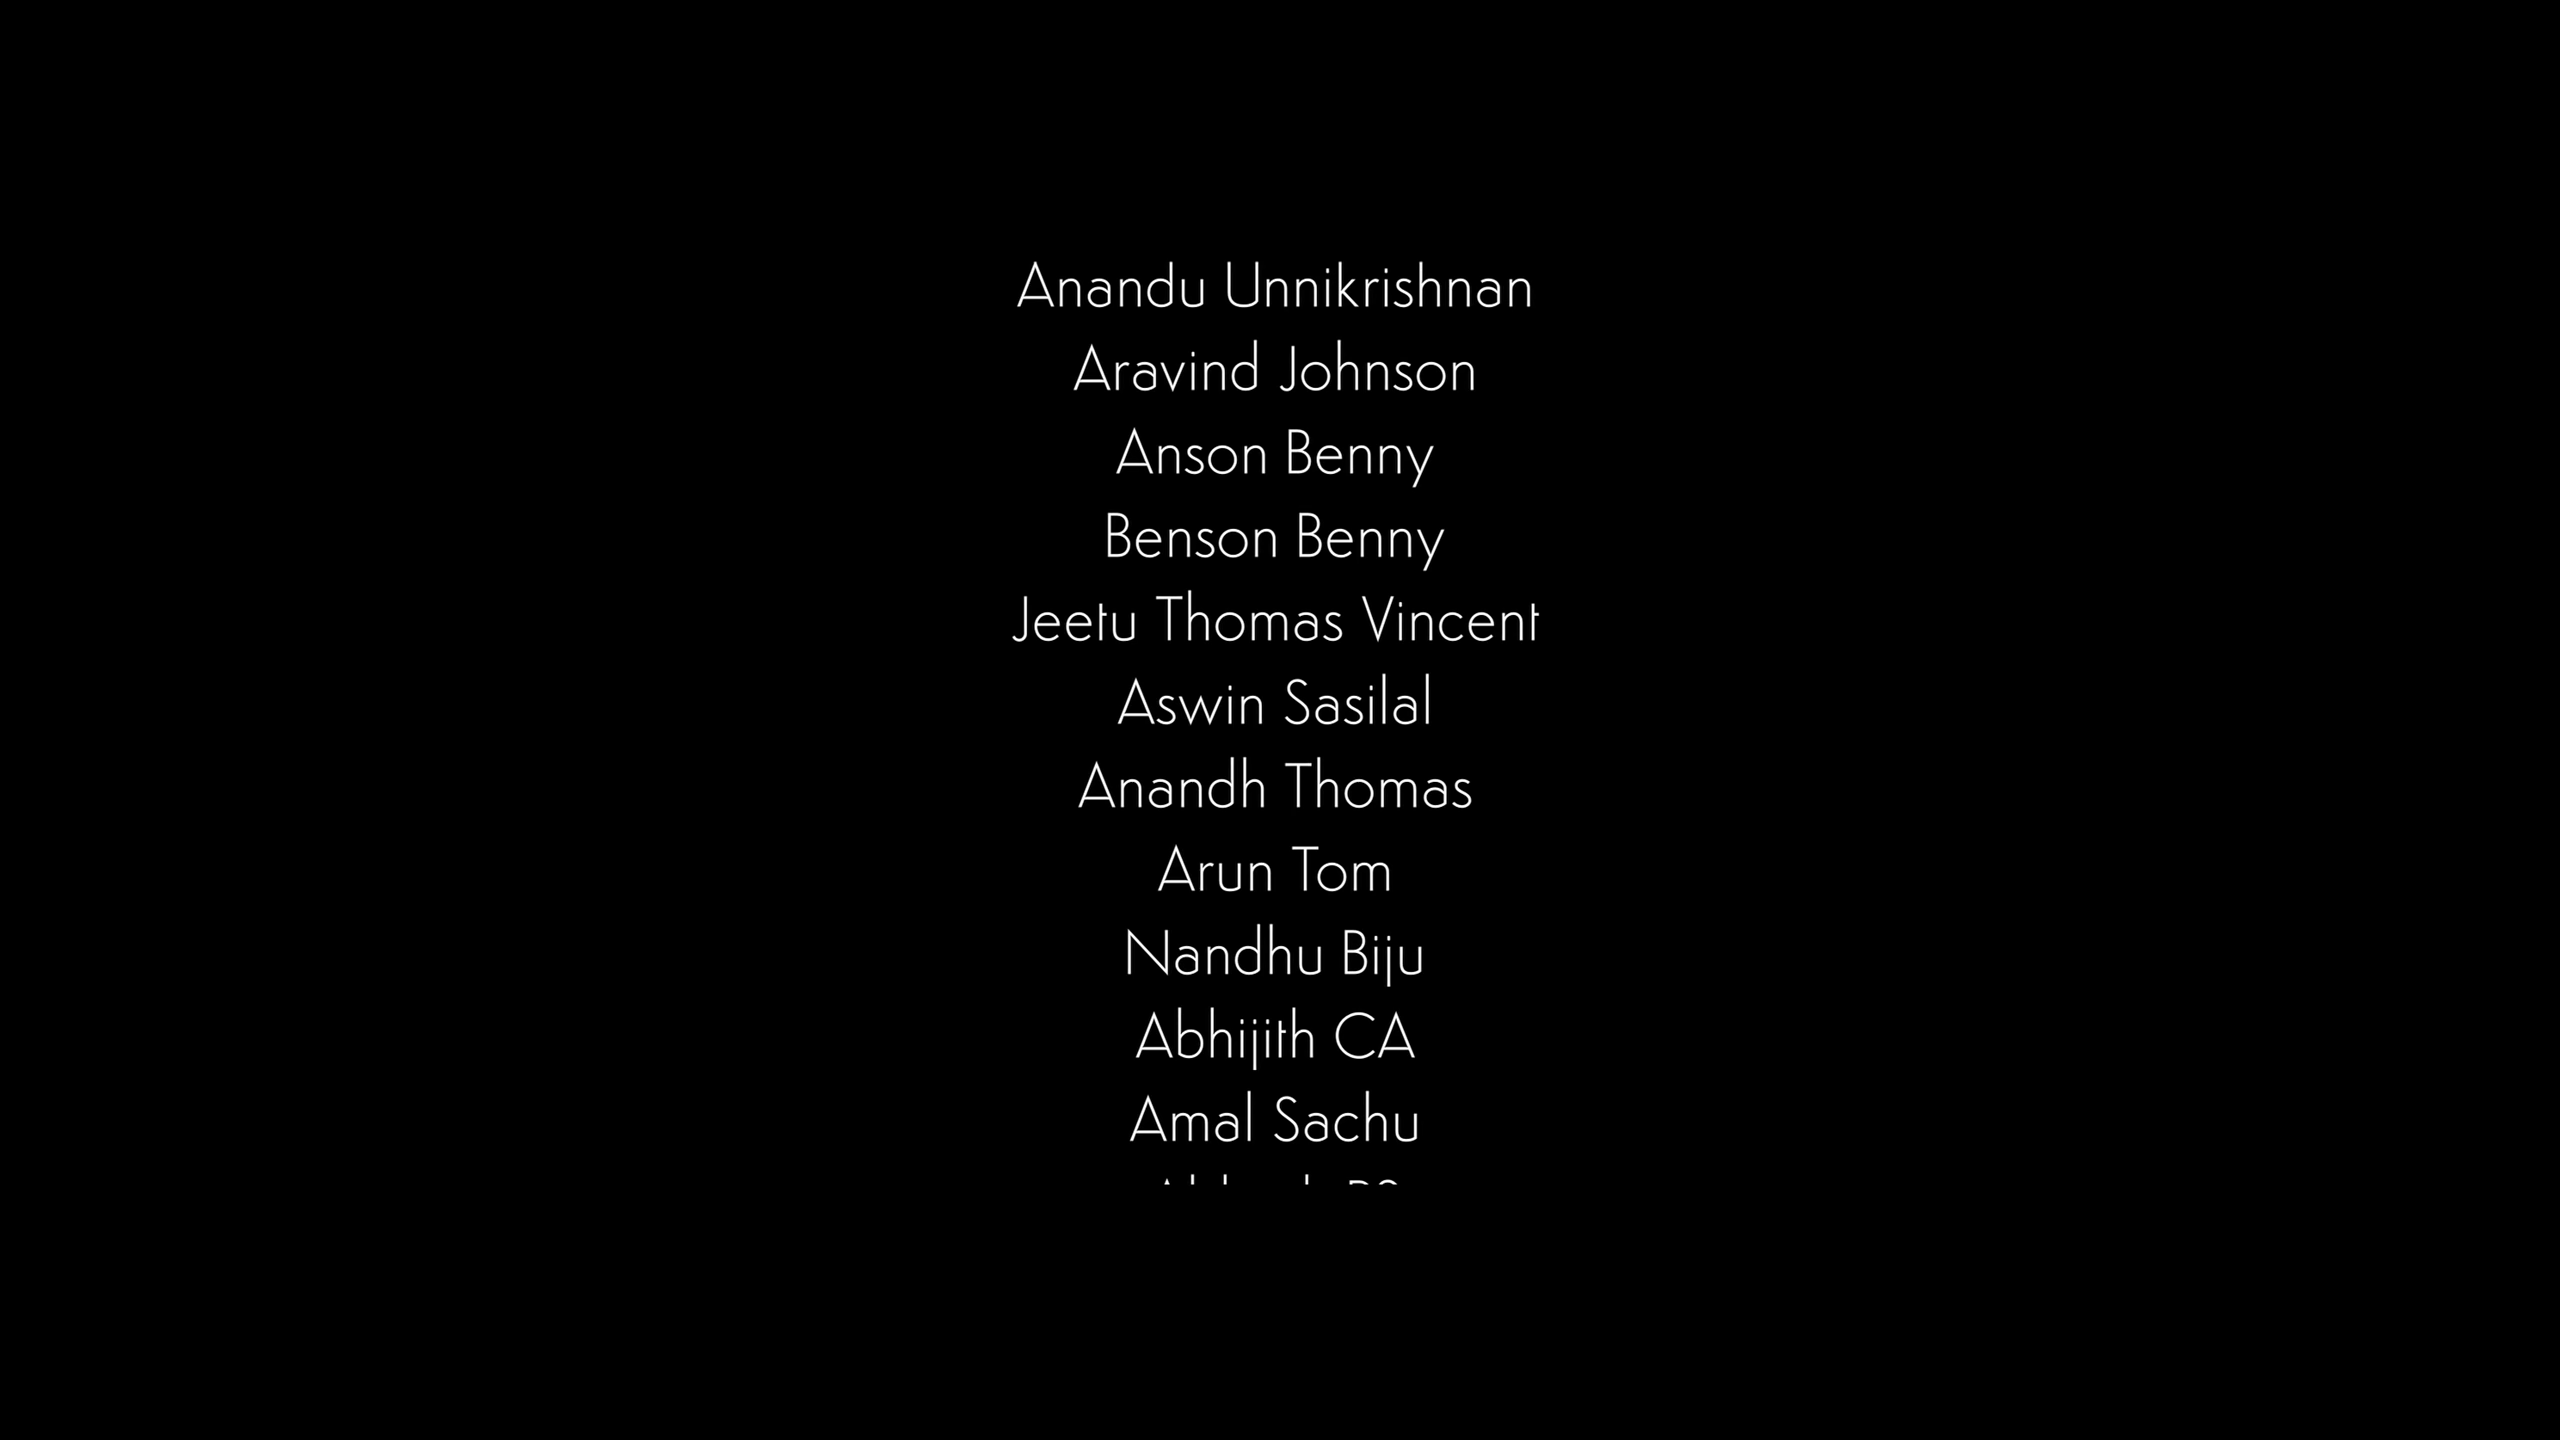 Anandu Unnikrishnan
Aravind Johnson
Anson Benny
Benson Benny
Jeetu Thomas Vincent
Aswin Sasilal
Anandh Thomas
Arun Tom
Nandhu Biju
Abhijith CA
Amal Sachu